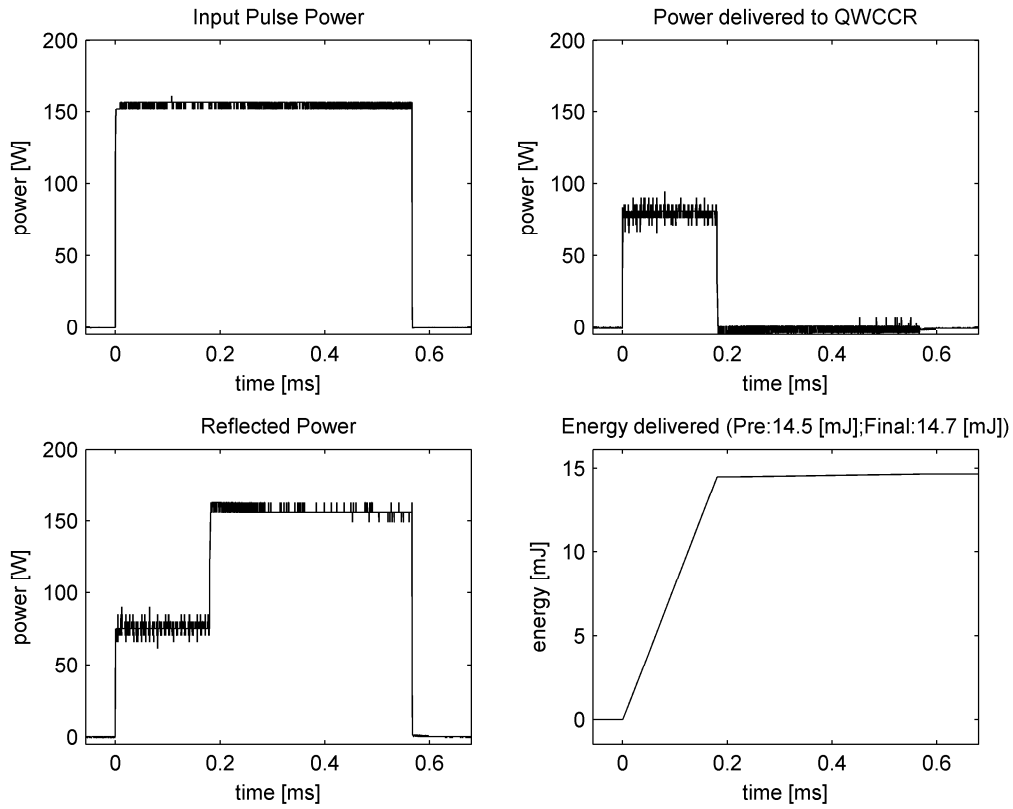 Input Pulse Power
200
150
100
50
0
power [W]
0 0.2 0.4 0.6
time [ms]
Power delivered to QWCCR
200
150
100
50
0
power [W]
0 0.2 0.4 0.6
time [ms]
Reflected Power
200
150
100
50
0
power [W]
0 0.2 0.4 0.6
time [ms]
Energy delivered (Pre:14.5 [mJ];Final:14.7 [mJ])
15
10
5
0
energy [mJ]
0 0.2 0.4 0.6
time [ms]